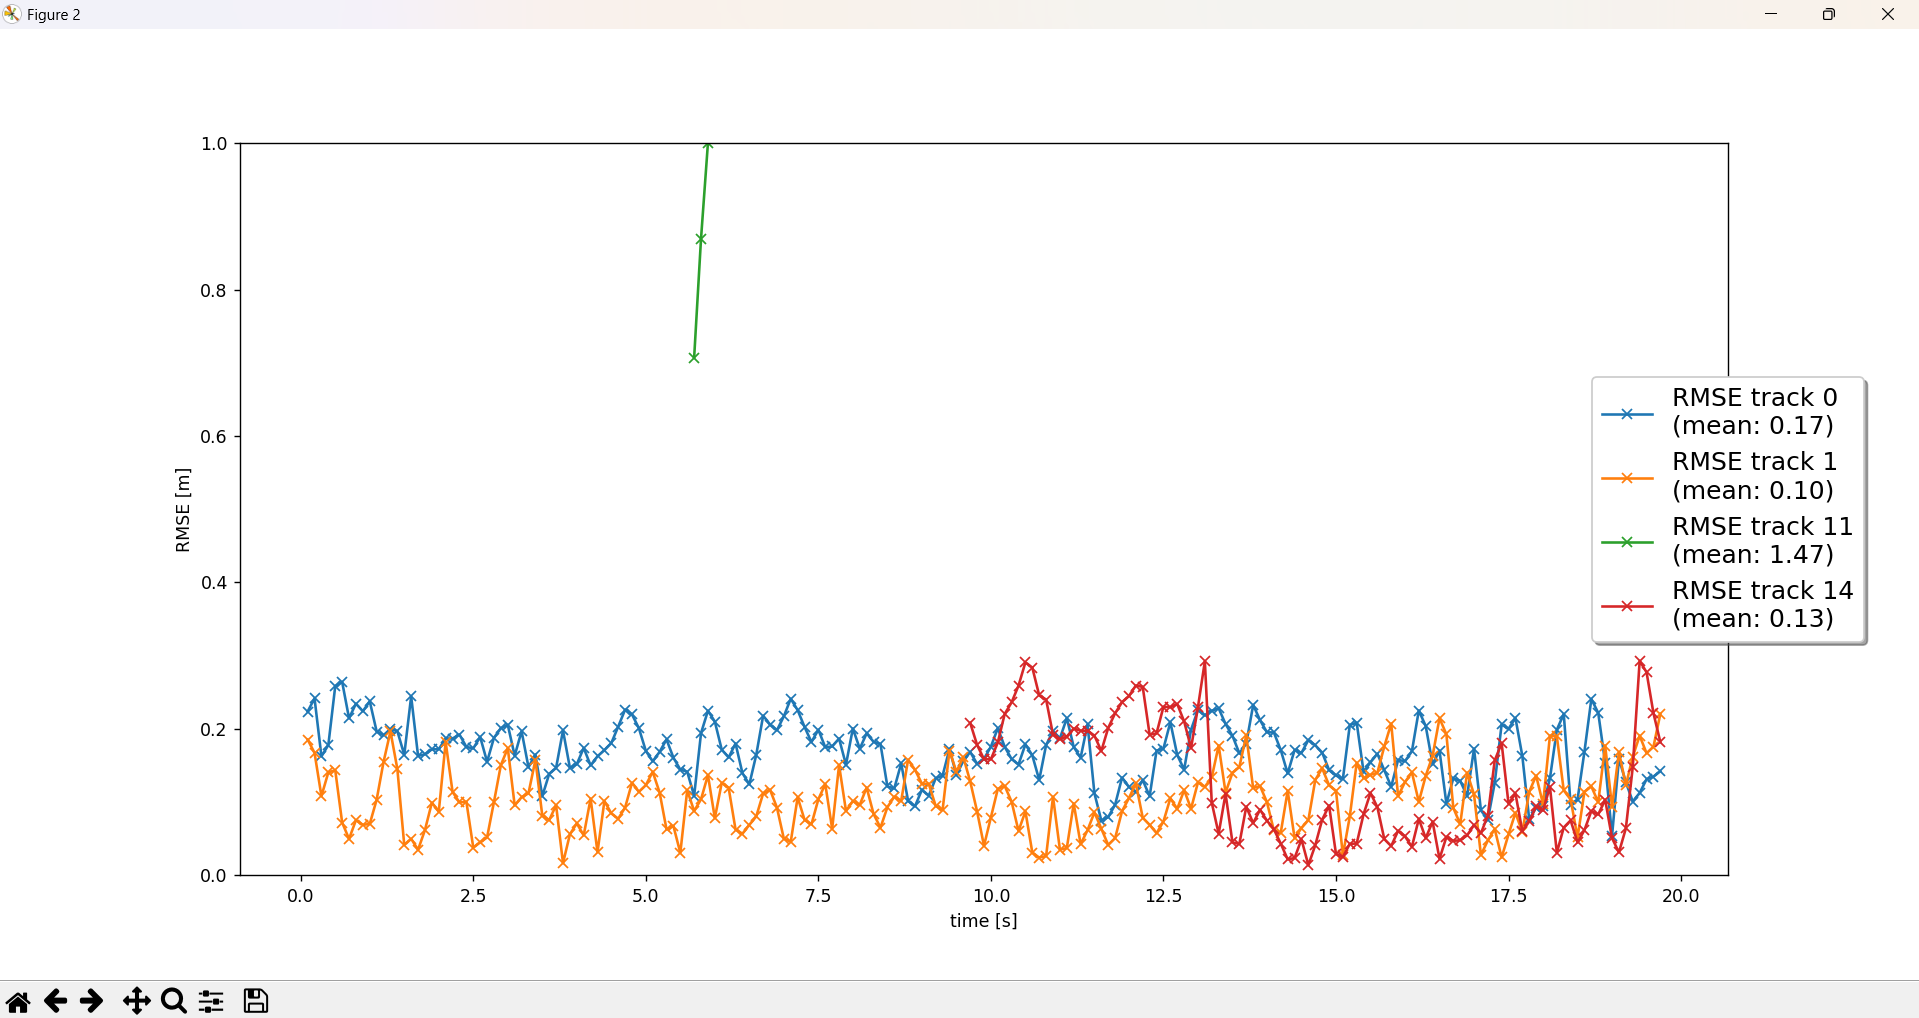 Figure 2
1.0
0.8
0.6
0.4
0.2
0.0
RMSE [m]
0.0 2.5 5.0 7.5 10.0 12.5 15.0 17.5 20.0
time [s]
RMSE track 0
(mean: 0.17)
RMSE track 1
(mean: 0.10)
RMSE track 11
(mean: 1.47)
RMSE track 14
(mean: 0.13)